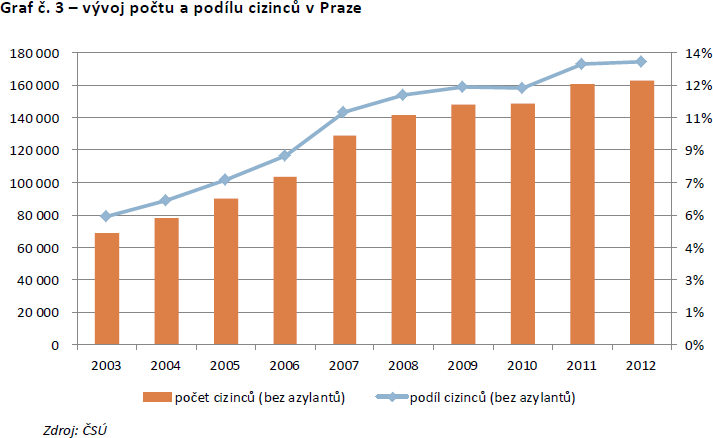 Graf č. 3 – vývoj počtu a podílu cizinců v Praze
180 000 14%
160 000 12%
140 000 11%
120 000 9%
100 000 7%
80 000 6%
60 000 4%
40 000 3%
20 000 1%
0 0%
2003 2004 2005 2006 2007 2008 2009 2010 2011 2012
počet cizinců (bez azylantů) podíl cizinců (bez azylantů)
Zdroj: ČSÚ